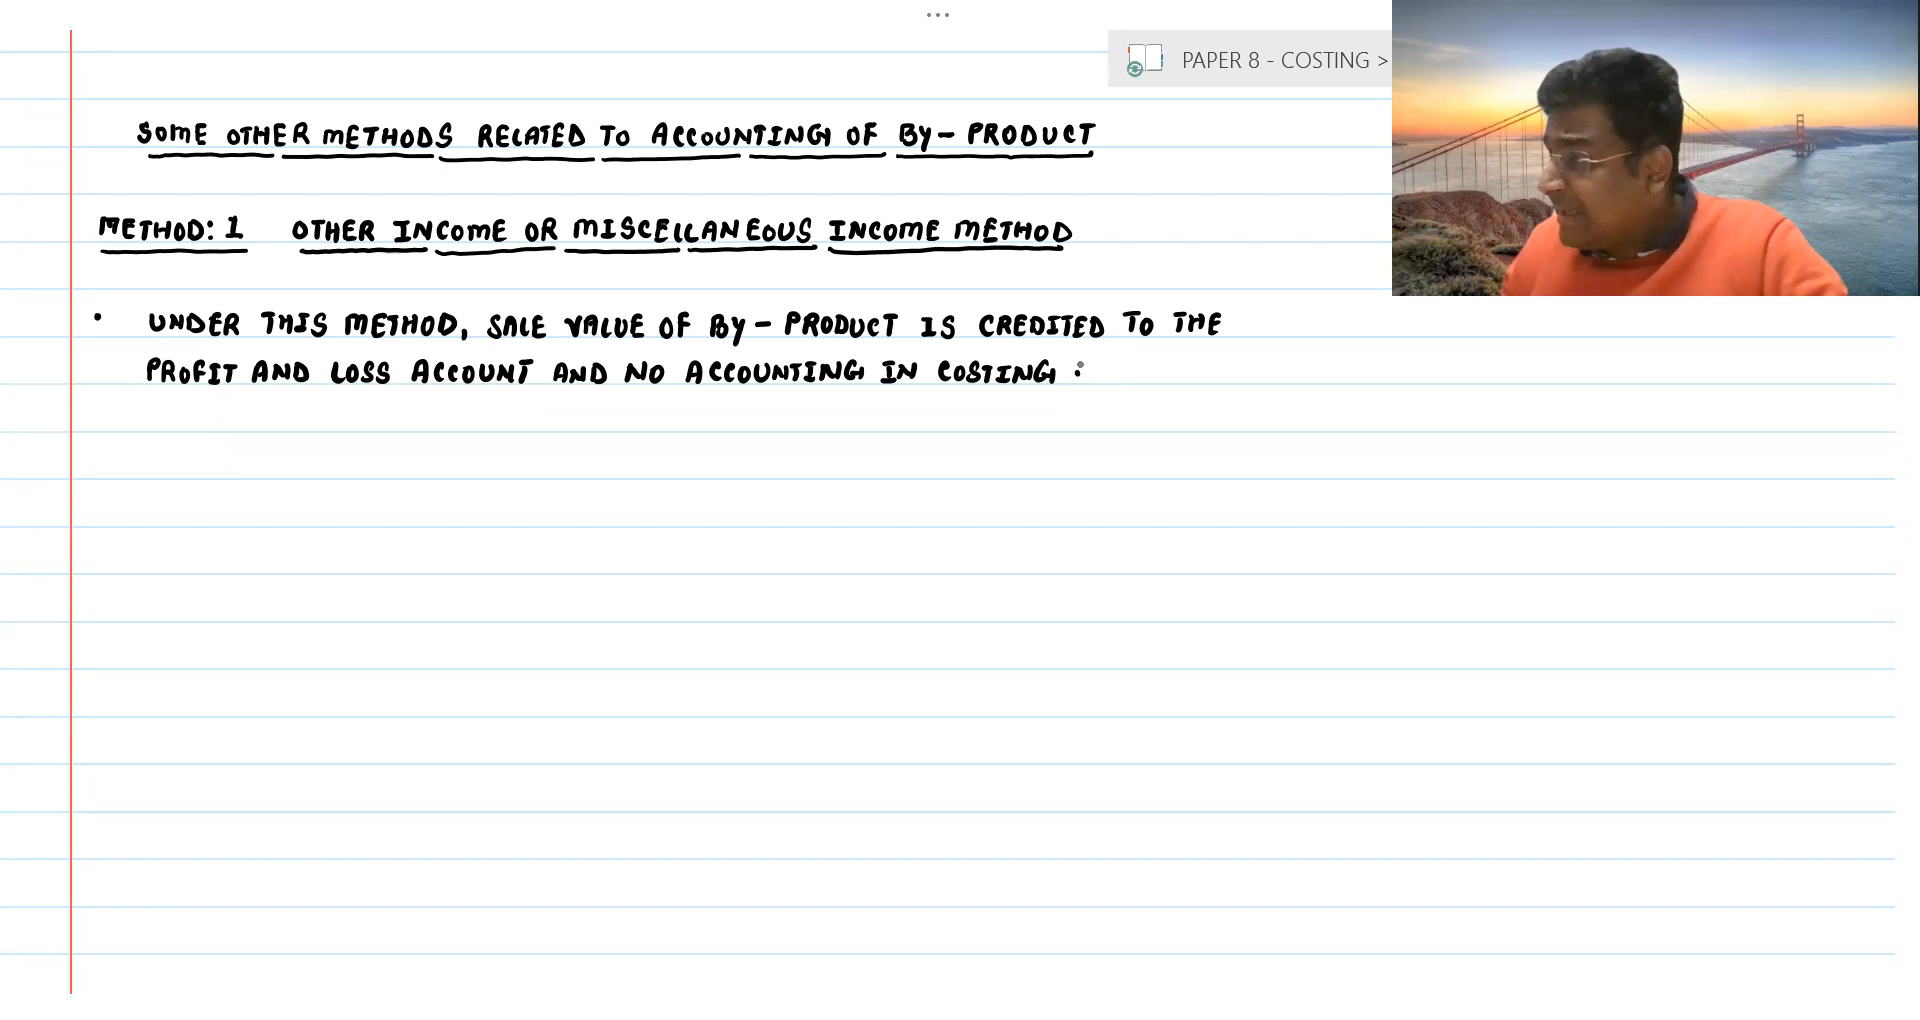 PAPER 8 - COSTING >
SOME OTHER METHODS RELATED TO ACCOUNTING OF BY-PRODUCT
METHOD: 1 OTHER INCOME OR MISCELLANEOUS INCOME METHOD
• UNDER THIS METHOD, SALE VALUE OF BY-PRODUCT IS CREDITED TO THE
PROFIT AND LOSS ACCOUNT AND NO ACCOUNTING IN COSTING